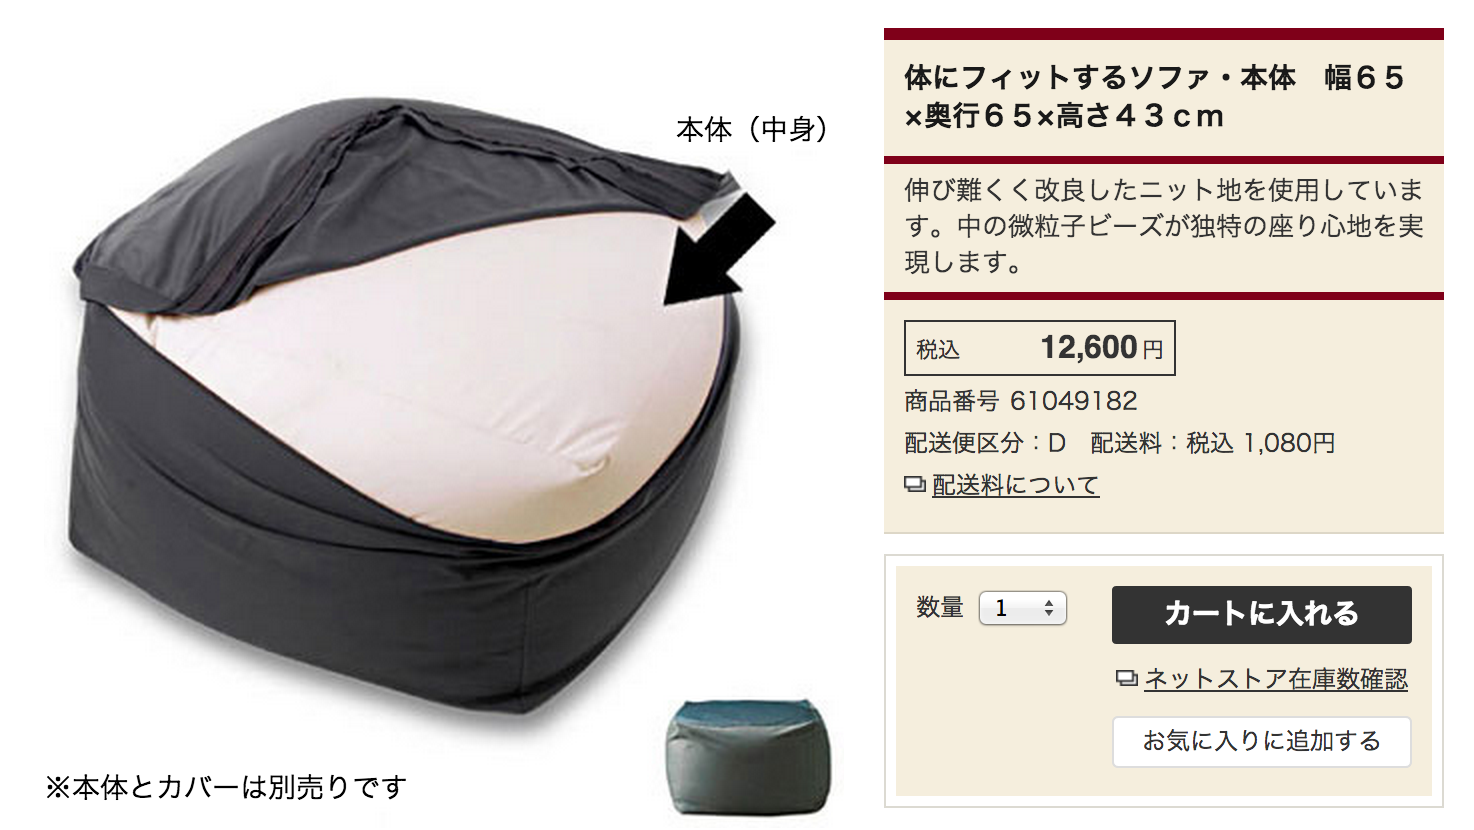 本体（中身）
※本体とカバーは別売りです
体にフィットするソファ・本体　幅６５
×奥行６５×高さ４３ｃｍ
伸び難くく改良したニット地を使用していま
す。中の微粒子ビーズが独特の座り心地を実
現します。
税込 12,600 円
商品番号 61049182
配送便区分：D　配送料：税込 1,080円
配送料について
数量 1 カートに入れる
ネットストア在庫数確認
お気に入りに追加する